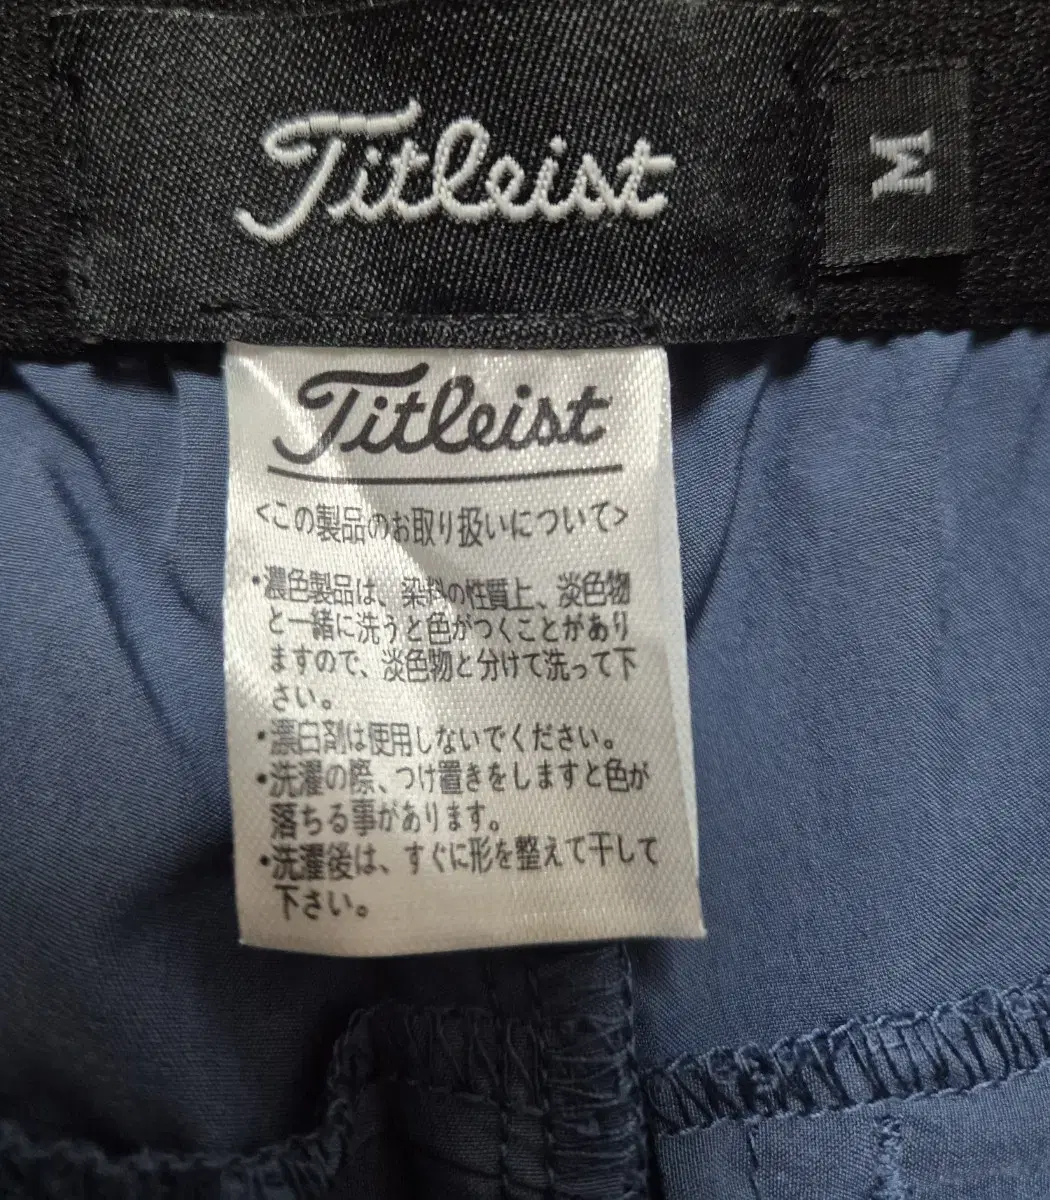 Titleist
M
Titleist
<この製品のお取り扱いについて>
・濃色製品は、染料の性質上、淡色物
と一緒に洗うと色がつくことがあり
ますので、淡色物と分けて洗って下
さい。
・漂白剤は使用しないでください。
・洗濯の際、つけ置きをしますと色が
落ちる事があります。
・洗濯後は、すぐに形を整えて干して
下さい。